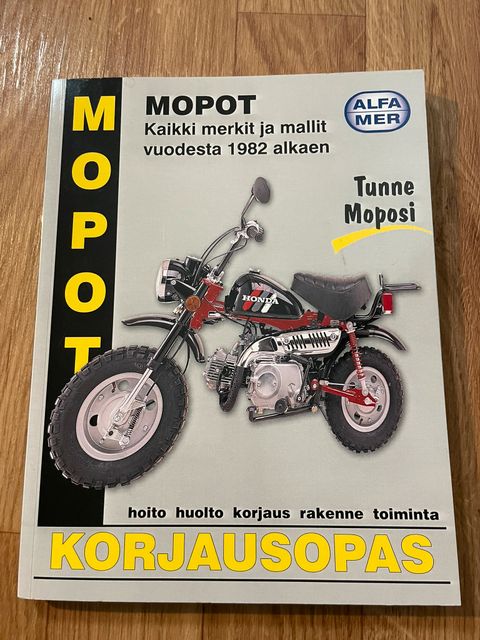 MOPOT
MOPOT
Kaikki merkit ja mallit
vuodesta 1982 alkaen
ALFA
MER
Tunne
Moposi
HONDA
hoito huolto korjaus rakenne toiminta
KORJAUSOPAS